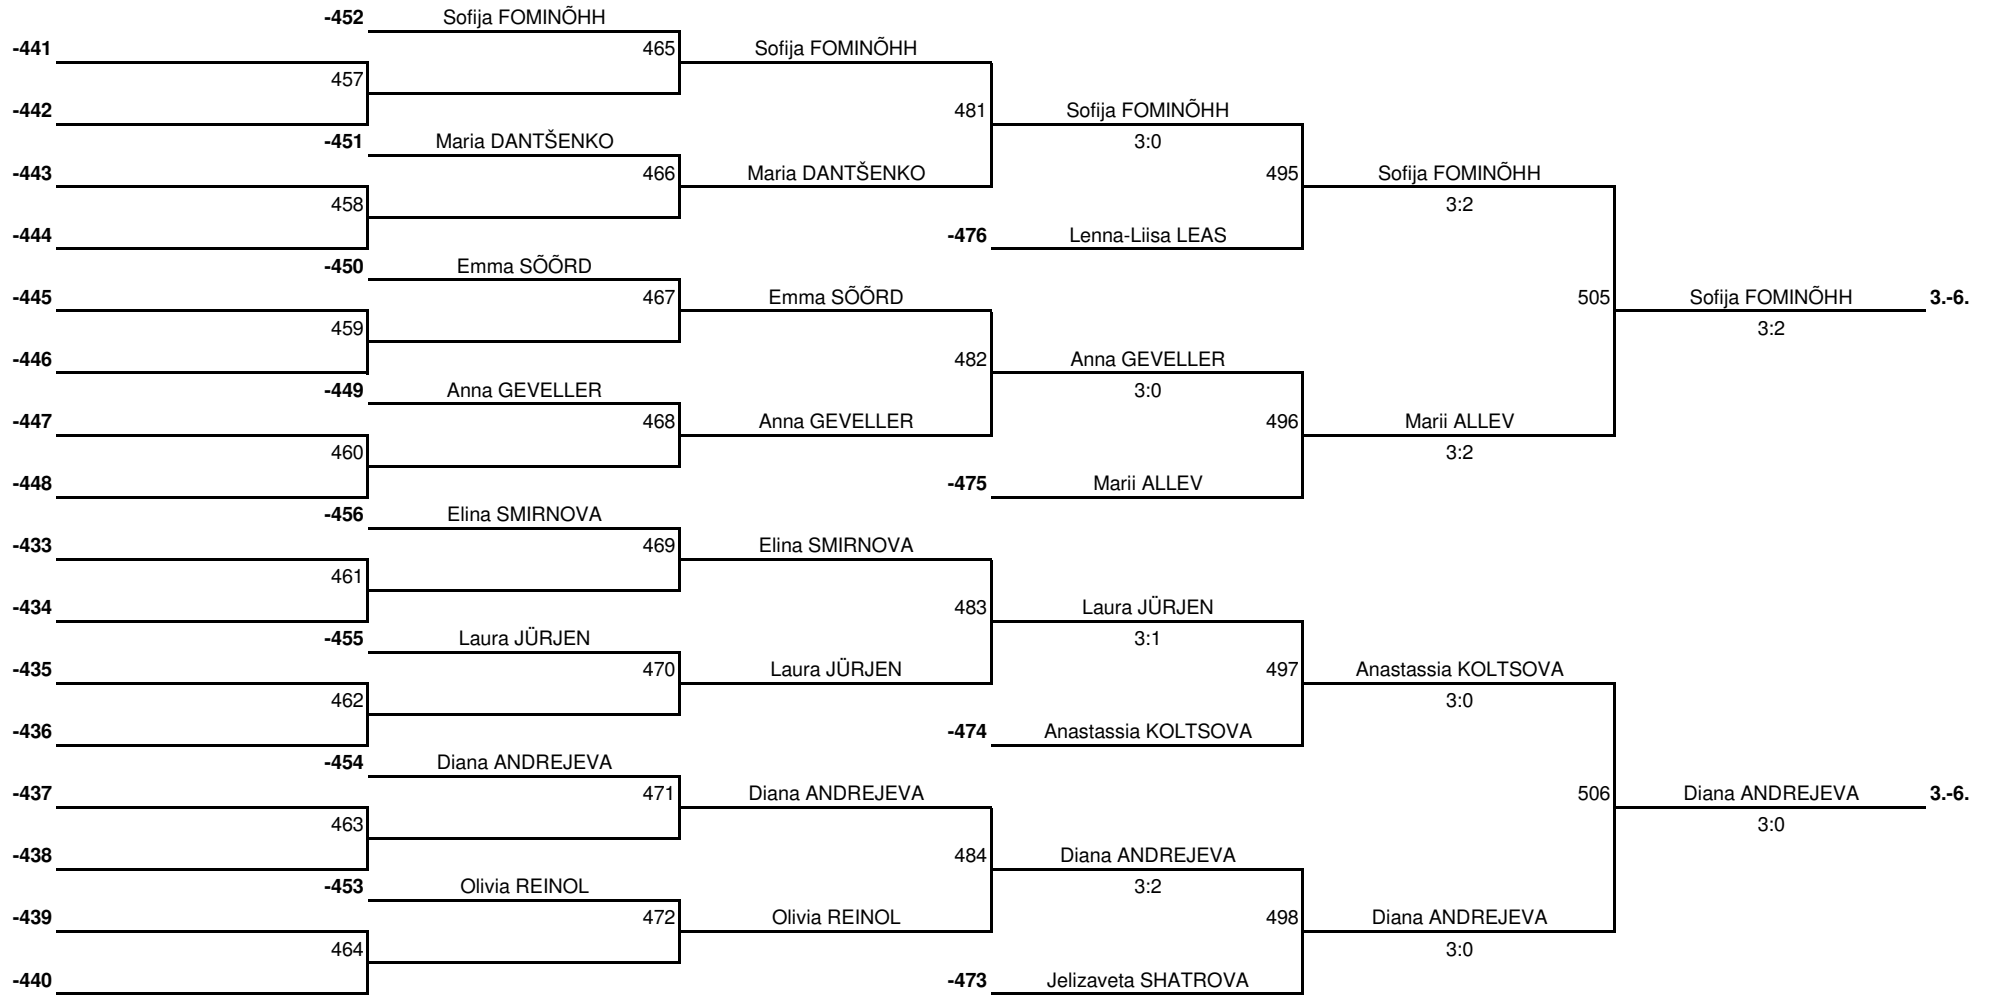 -452 Sofija FOMINÕHH
-441 465 Sofija FOMINÕHH
457
-442 481 Sofija FOMINÕHH
-451 Maria DANTŠENKO 3:0
-443 466 Maria DANTŠENKO 495 Sofija FOMINÕHH
458 3:2
-444 -476 Lenna-Liisa LEAS
-450 Emma SÕÕRD
-445 467 Emma SÕÕRD 505 Sofija FOMINÕHH 3.-6.
459 3:2
-446 482 Anna GEVELLER
-449 Anna GEVELLER 3:0
-447 468 Anna GEVELLER 496 Marii ALLEV
460 3:2
-448 -475 Marii ALLEV
-456 Elina SMIRNOVA
-433 469 Elina SMIRNOVA
461
-434 483 Laura JÜRJEN
-455 Laura JÜRJEN 3:1
-435 470 Laura JÜRJEN 497 Anastassia KOLTSOVA
462 3:0
-436 -474 Anastassia KOLTSOVA
-454 Diana ANDREJEVA
-437 471 Diana ANDREJEVA 506 Diana ANDREJEVA 3.-6.
463 3:0
-438 484 Diana ANDREJEVA
-453 Olivia REINOL 3:2
-439 472 Olivia REINOL 498 Diana ANDREJEVA
464 3:0
-440 -473 Jelizaveta SHATROVA